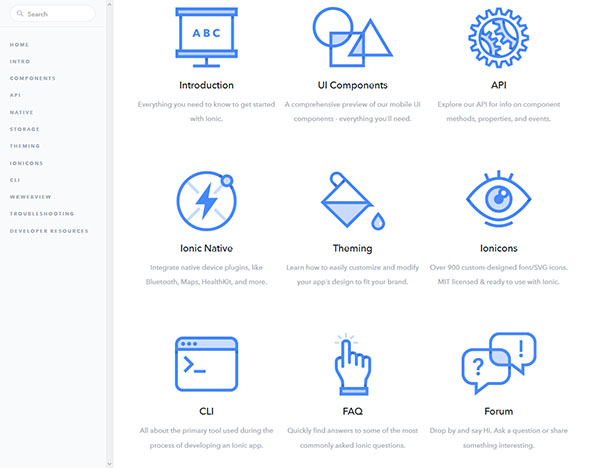 Search
HOME
INTRO
COMPONENTS
API
NATIVE
STORAGE
THEMING
IONICONS
CLI
WKWEBVIEW
TROUBLESHOOTING
DEVELOPER RESOURCES
ABC
Introduction
Everything you need to know to get started
with Ionic.
UI Components
A comprehensive preview of our mobile UI
components - everything you'll need.
API
Explore our API for info on component
methods, properties, and events.
Ionic Native
Integrate native device plugins, like
Bluetooth, Maps, HealthKit, and more.
Theming
Learn how to easily customize and modify
your app's design to fit your brand.
Ionicons
Over 900 custom-designed font/SVG icons.
MIT licensed & ready to use with Ionic.
>_
CLI
All about the primary tool used during the
process of developing an Ionic app.
FAQ
Quickly find answers to some of the most
commonly asked Ionic questions.
? !
Forum
Drop by and say Hi. Ask a question or share
something interesting.